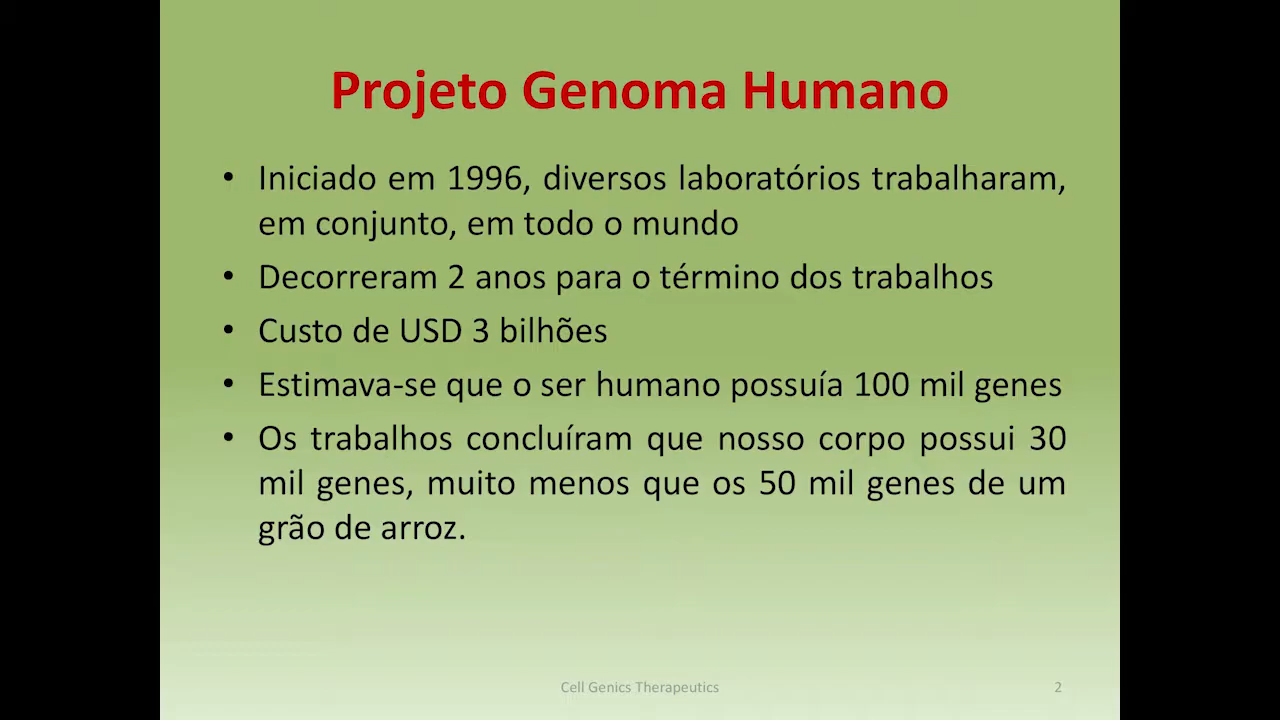 Projeto Genoma Humano
• Iniciado em 1996, diversos laboratórios trabalharam,
em conjunto, em todo o mundo
• Decorreram 2 anos para o término dos trabalhos
• Custo de USD 3 bilhões
• Estimava-se que o ser humano possuía 100 mil genes
• Os trabalhos concluíram que nosso corpo possui 30
mil genes, muito menos que os 50 mil genes de um
grão de arroz.
Cell Genics Therapeutics 2